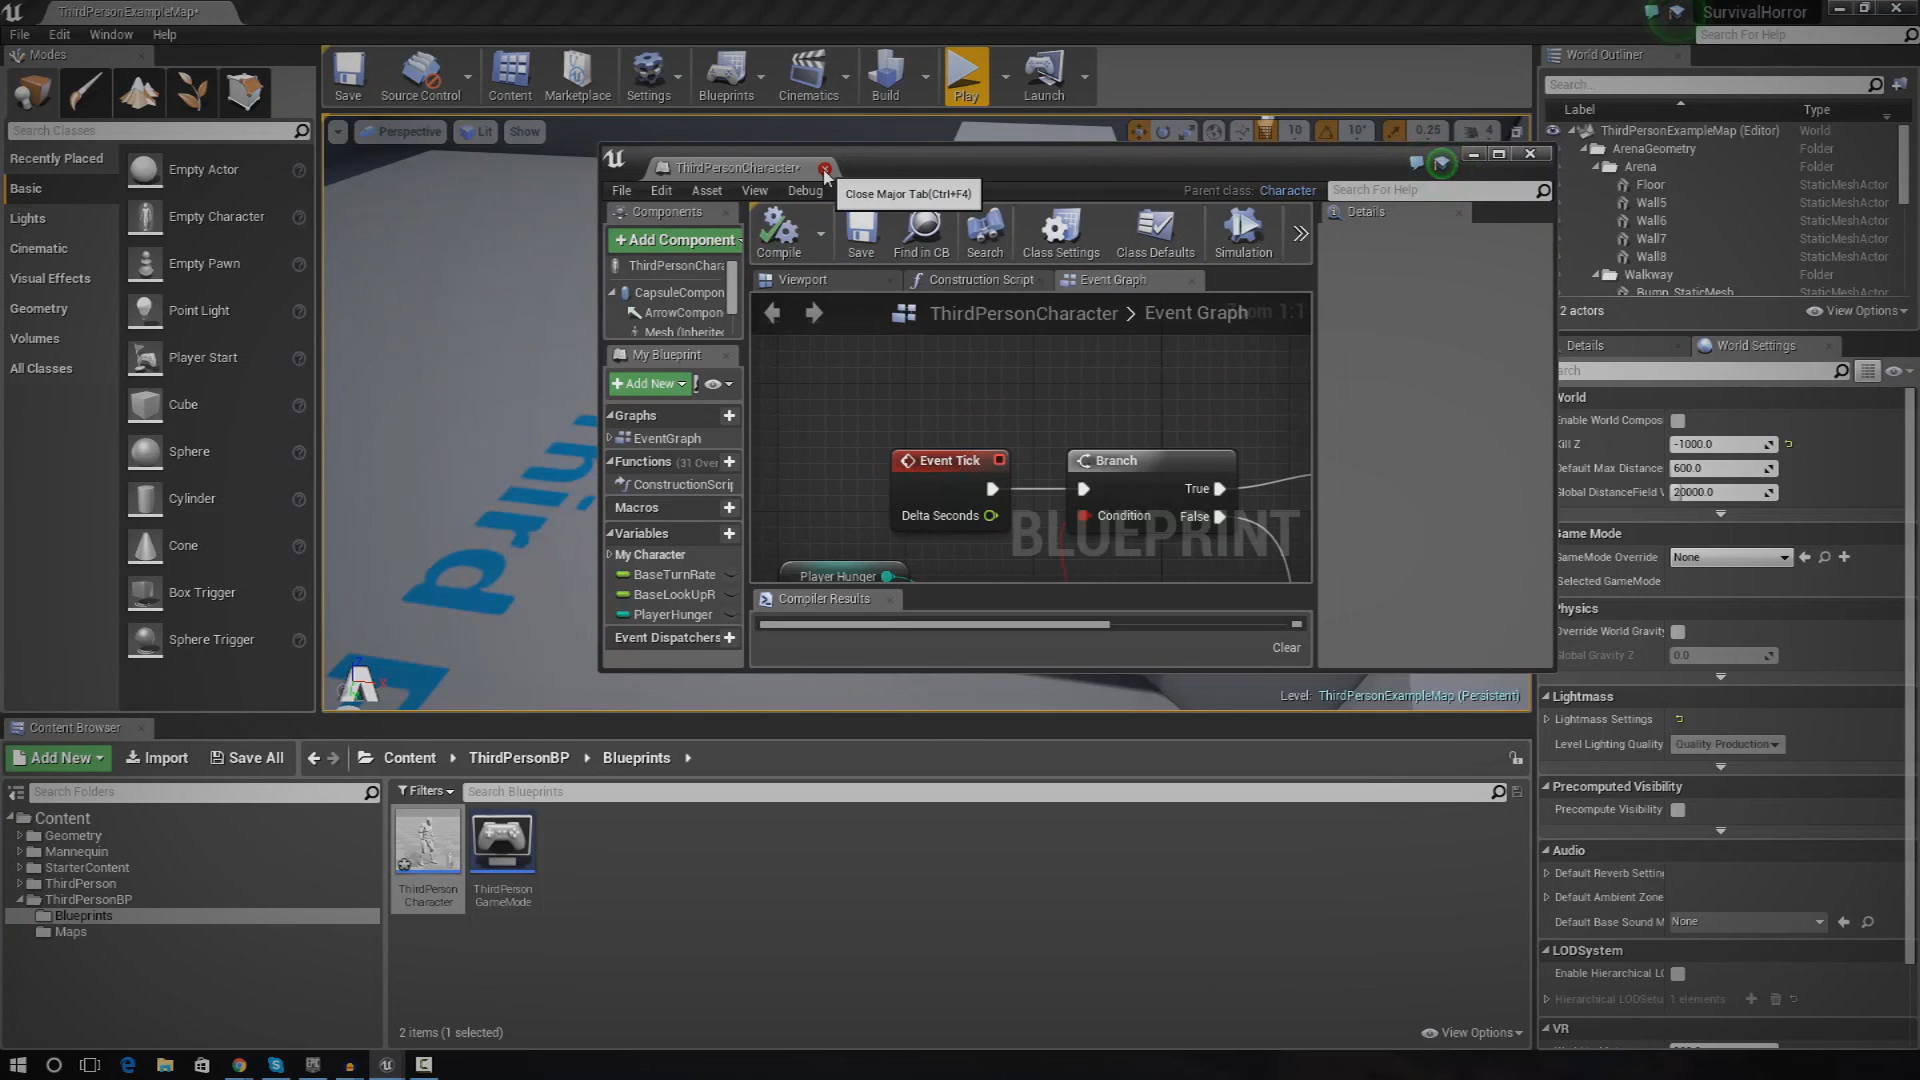 ThirdPersonExampleMap*
SurvivalHorror
File Edit Window Help
Search For Help
Modes
Save
Source Control
Content
Marketplace
Settings
Blueprints
Cinematics
Build
Play
Launch
World Outliner
Search...
Label
Type
Search Classes
Recently Placed
Basic
Lights
Cinematic
Visual Effects
Geometry
Volumes
All Classes
Empty Actor
Empty Character
Empty Pawn
Point Light
Player Start
Cube
Sphere
Cylinder
Cone
Box Trigger
Sphere Trigger
Perspective
Lit
Show
10
10°
0.25
4
ThirdPersonExampleMap (Editor) World
ArenaGeometry Folder
Arena Folder
Floor StaticMeshActor
Wall5 StaticMeshActor
Wall6 StaticMeshActor
Wall7 StaticMeshActor
Wall8 StaticMeshActor
Walkway Folder
Bump_StaticMesh StaticMeshActor
2 actors
View Options
ThirdPersonCharacter*
Close Major Tab(Ctrl+F4)
File Edit Asset View Debug
Parent class: Character
Search For Help
Components
+Add Component
ThirdPersonChara
CapsuleCompon
ArrowCompon
Mesh (Inherited
Compile
Save
Find in CB
Search
Class Settings
Class Defaults
Simulation
Details
Viewport
Construction Script
Event Graph
ThirdPersonCharacter > Event Graph
My Blueprint
+Add New
Graphs
EventGraph
Functions (31 Over
ConstructionScrip
Macros
Variables
My Character
BaseTurnRate
BaseLookUpR
PlayerHunger
Event Dispatchers
Event Tick
Delta Seconds
Branch
True
Condition
False
BLUEPRINT
Player Hunger
Compiler Results
Clear
Third
Level: ThirdPersonExampleMap (Persistent)
Details
World Settings
arch
World
Enable World Compos
Kill Z -1000.0
Default Max Distance 600.0
Global DistanceField V 20000.0
Game Mode
GameMode Override None
Selected GameMode
Physics
Override World Gravity
Global Gravity Z 0.0
Lightmass
Lightmass Settings
Level Lighting Quality Quality Production
Precomputed Visibility
Precompute Visibility
Audio
Default Reverb Setting
Default Ambient Zone
Default Base Sound M None
LODSystem
Enable Hierarchical LO
Hierarchical LODSetu 1 elements
VR
Content Browser
Add New
Import
Save All
Content
ThirdPersonBP
Blueprints
Search Folders
Filters
Search Blueprints
Content
Geometry
Mannequin
StarterContent
ThirdPerson
ThirdPersonBP
Blueprints
Maps
ThirdPerson
Character
ThirdPerson
GameMode
2 items (1 selected)
View Options